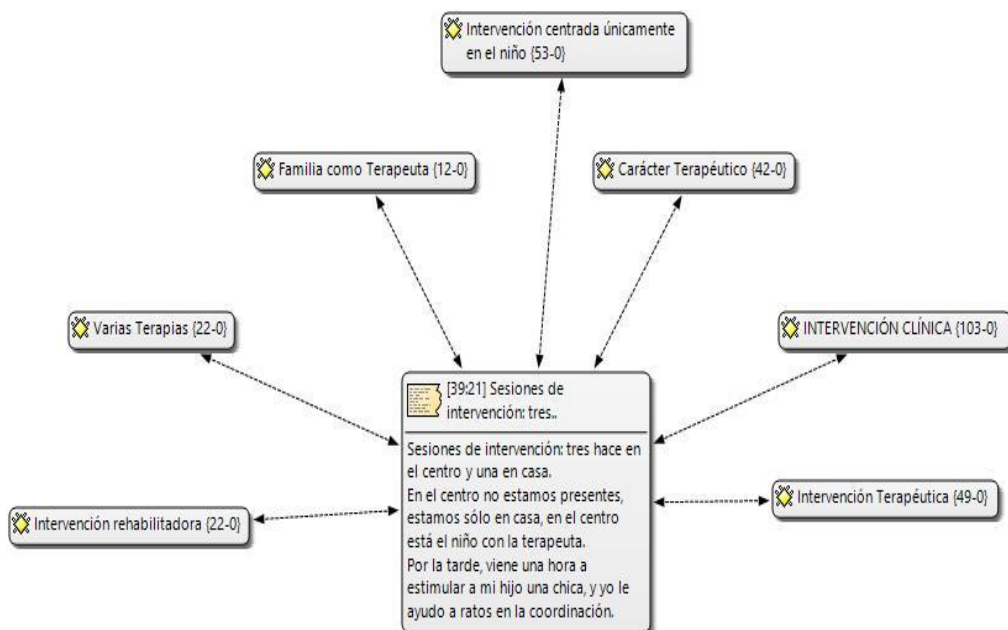 Intervención centrada únicamente
en el niño {53-0}
Familia como Terapeuta {12-0}
Carácter Terapéutico {42-0}
Varias Terapias {22-0}
INTERVENCIÓN CLÍNICA {103-0}
[39:21] Sesiones de
intervención: tres..
Sesiones de intervención: tres hace en
el centro y una en casa.
En el centro no estamos presentes,
estamos sólo en casa, en el centro
está el niño con la terapeuta.
Por la tarde, viene una hora a
estimular a mi hijo una chica, y yo le
ayudo a ratos en la coordinación.
Intervención rehabilitadora {22-0}
Intervención Terapéutica {49-0}